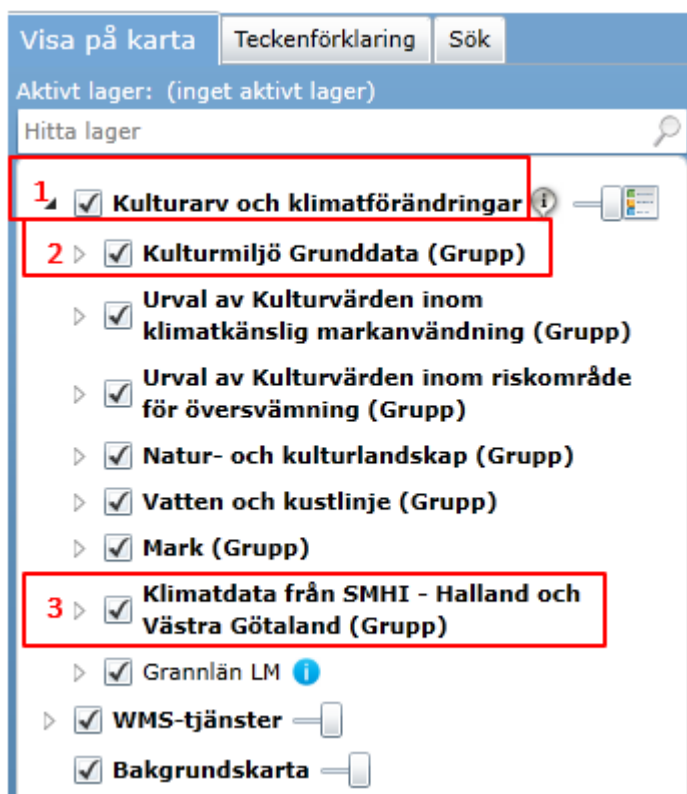 Visa på karta Teckenförklaring Sök
Aktivt lager: (inget aktivt lager)
Hitta lager
1 Kulturarv och klimatförändringar
2 Kulturmiljö Grunddata (Grupp)
Urval av Kulturvärden inom
klimatkänslig markanvändning (Grupp)
Urval av Kulturvärden inom riskområde
för översvämning (Grupp)
Natur- och kulturlandskap (Grupp)
Vatten och kustlinje (Grupp)
Mark (Grupp)
3 Klimatdata från SMHI - Halland och
Västra Götaland (Grupp)
Grannlän LM
WMS-tjänster
Bakgrundskarta